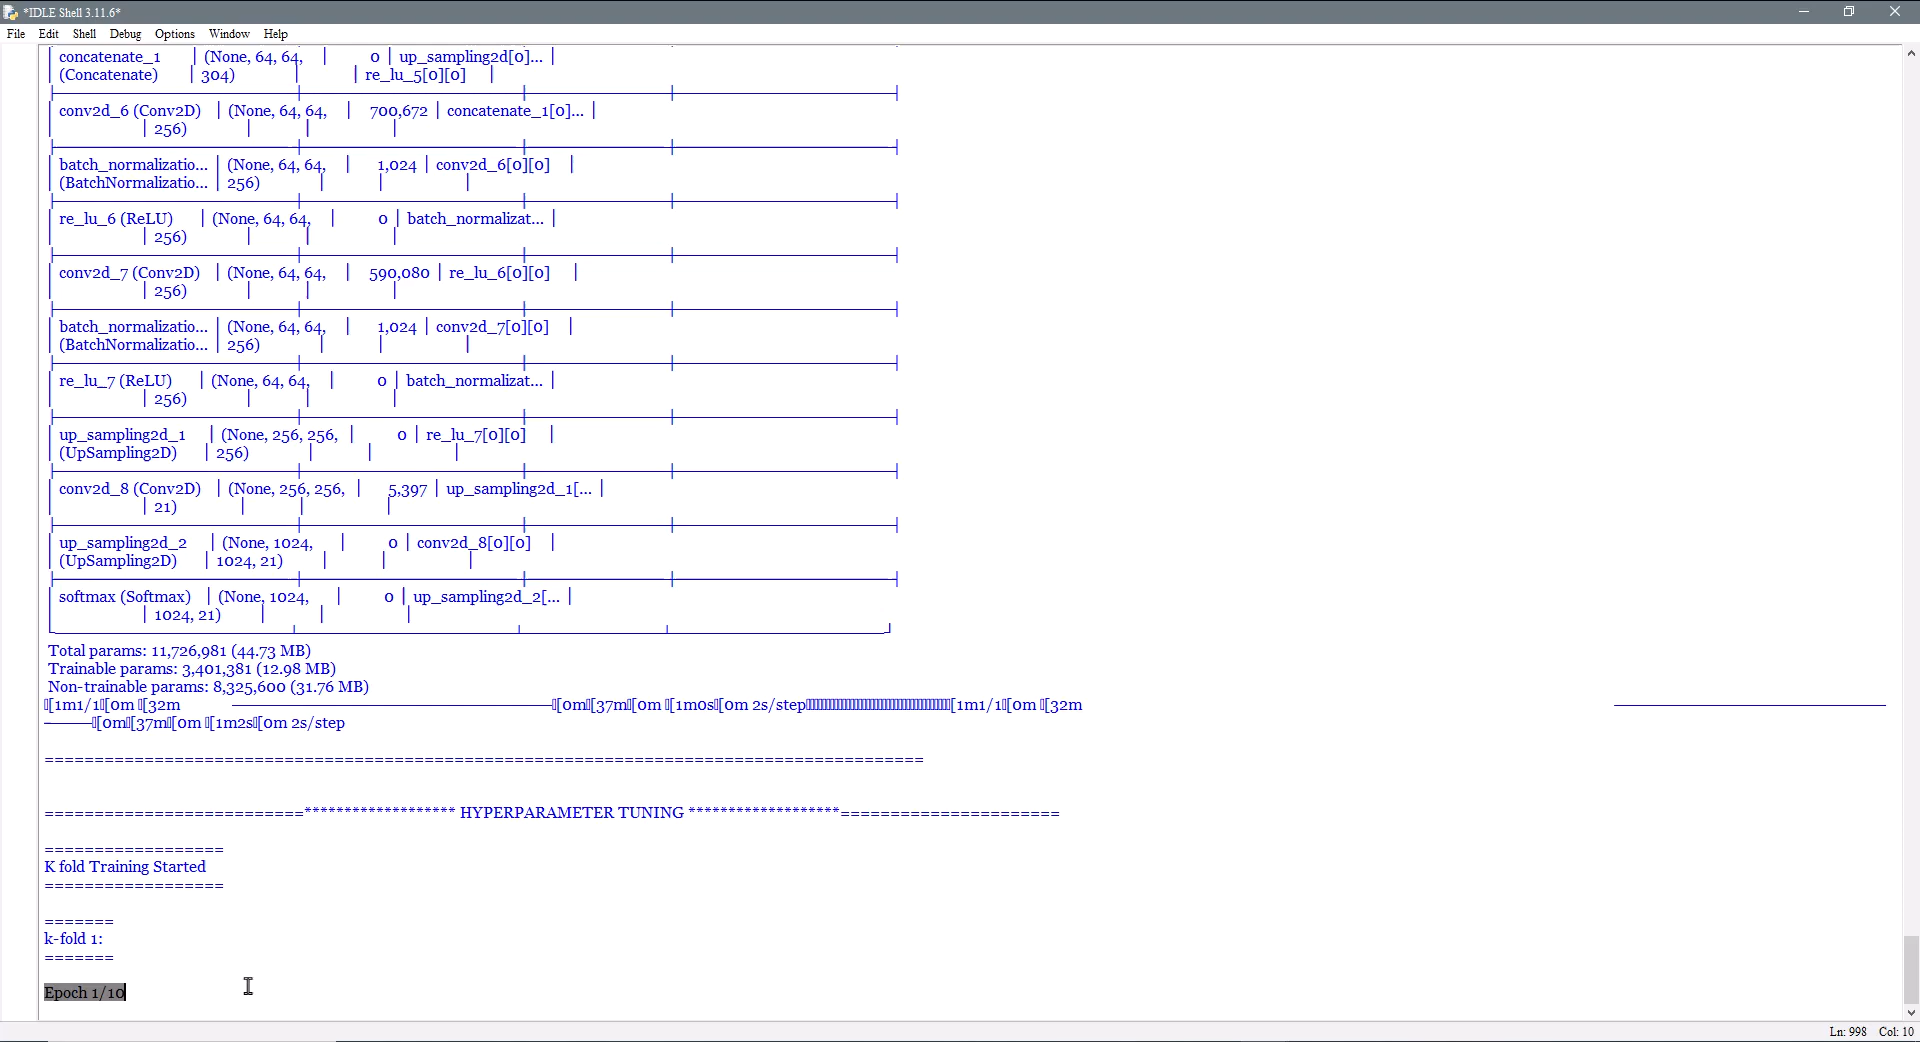 *IDLE Shell 3.11.6*
File Edit Shell Debug Options Window Help
concatenate_1 │ (None, 64, 64, │ 0 │ up_sampling2d[0]... │
│ (Concatenate) │ 304) │ │ re_lu_5[0][0] │
│ conv2d_6 (Conv2D) │ (None, 64, 64, │ 700,672 │ concatenate_1[0]... │
│ │ 256) │ │ │
│ batch_normalizatio... │ (None, 64, 64, │ 1,024 │ conv2d_6[0][0] │
│ (BatchNormalizatio... │ 256) │ │ │
│ re_lu_6 (ReLU) │ (None, 64, 64, │ 0 │ batch_normalizat... │
│ │ 256) │ │ │
│ conv2d_7 (Conv2D) │ (None, 64, 64, │ 590,080 │ re_lu_6[0][0] │
│ │ 256) │ │ │
│ batch_normalizatio... │ (None, 64, 64, │ 1,024 │ conv2d_7[0][0] │
│ (BatchNormalizatio... │ 256) │ │ │
│ re_lu_7 (ReLU) │ (None, 64, 64, │ 0 │ batch_normalizat... │
│ │ 256) │ │ │
│ up_sampling2d_1 │ (None, 256, 256, │ 0 │ re_lu_7[0][0] │
│ (UpSampling2D) │ 256) │ │ │
│ conv2d_8 (Conv2D) │ (None, 256, 256, │ 5,397 │ up_sampling2d_1[... │
│ │ 21) │ │ │
│ up_sampling2d_2 │ (None, 1024, │ 0 │ conv2d_8[0][0] │
│ (UpSampling2D) │ 1024, 21) │ │ │
│ softmax (Softmax) │ (None, 1024, │ 0 │ up_sampling2d_2[... │
│ │ 1024, 21) │ │ │
Total params: 11,726,981 (44.73 MB)
Trainable params: 3,401,381 (12.98 MB)
Non-trainable params: 8,325,600 (31.76 MB)
[1m1/1[0m [32m ━━━━━━━━━━[0m[37m[0m [1m0s[0m 2s/step[1m1/1[0m [32m ━━━━━━━━━━
━━[0m[37m[0m [1m2s[0m 2s/step
========================================================================================
==========================******************* HYPERPARAMETER TUNING *******************======================
==================
K fold Training Started
==================
=======
k-fold 1:
=======
Epoch 1/10
Ln: 998 Col: 10